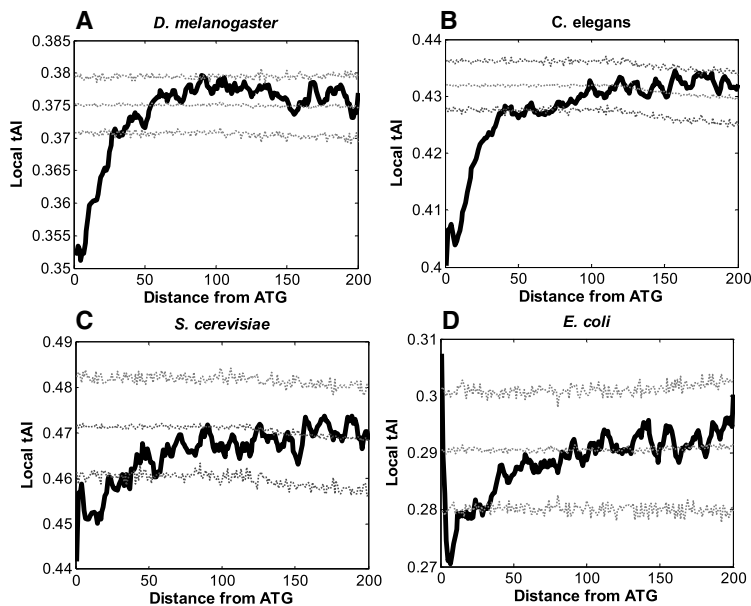 A
D. melanogaster
0.385
0.38
0.375
0.37
0.365
0.36
0.355
0.35
Local tAI
0
50
100
150
200
Distance from ATG
B
C. elegans
0.44
0.43
0.42
0.41
0.4
Local tAI
0
50
100
150
200
Distance from ATG
C
S. cerevisiae
0.49
0.48
0.47
0.46
0.45
0.44
Local tAI
0
50
100
150
200
Distance from ATG
D
E. coli
0.31
0.3
0.29
0.28
0.27
Local tAI
0
50
100
150
200
Distance from ATG